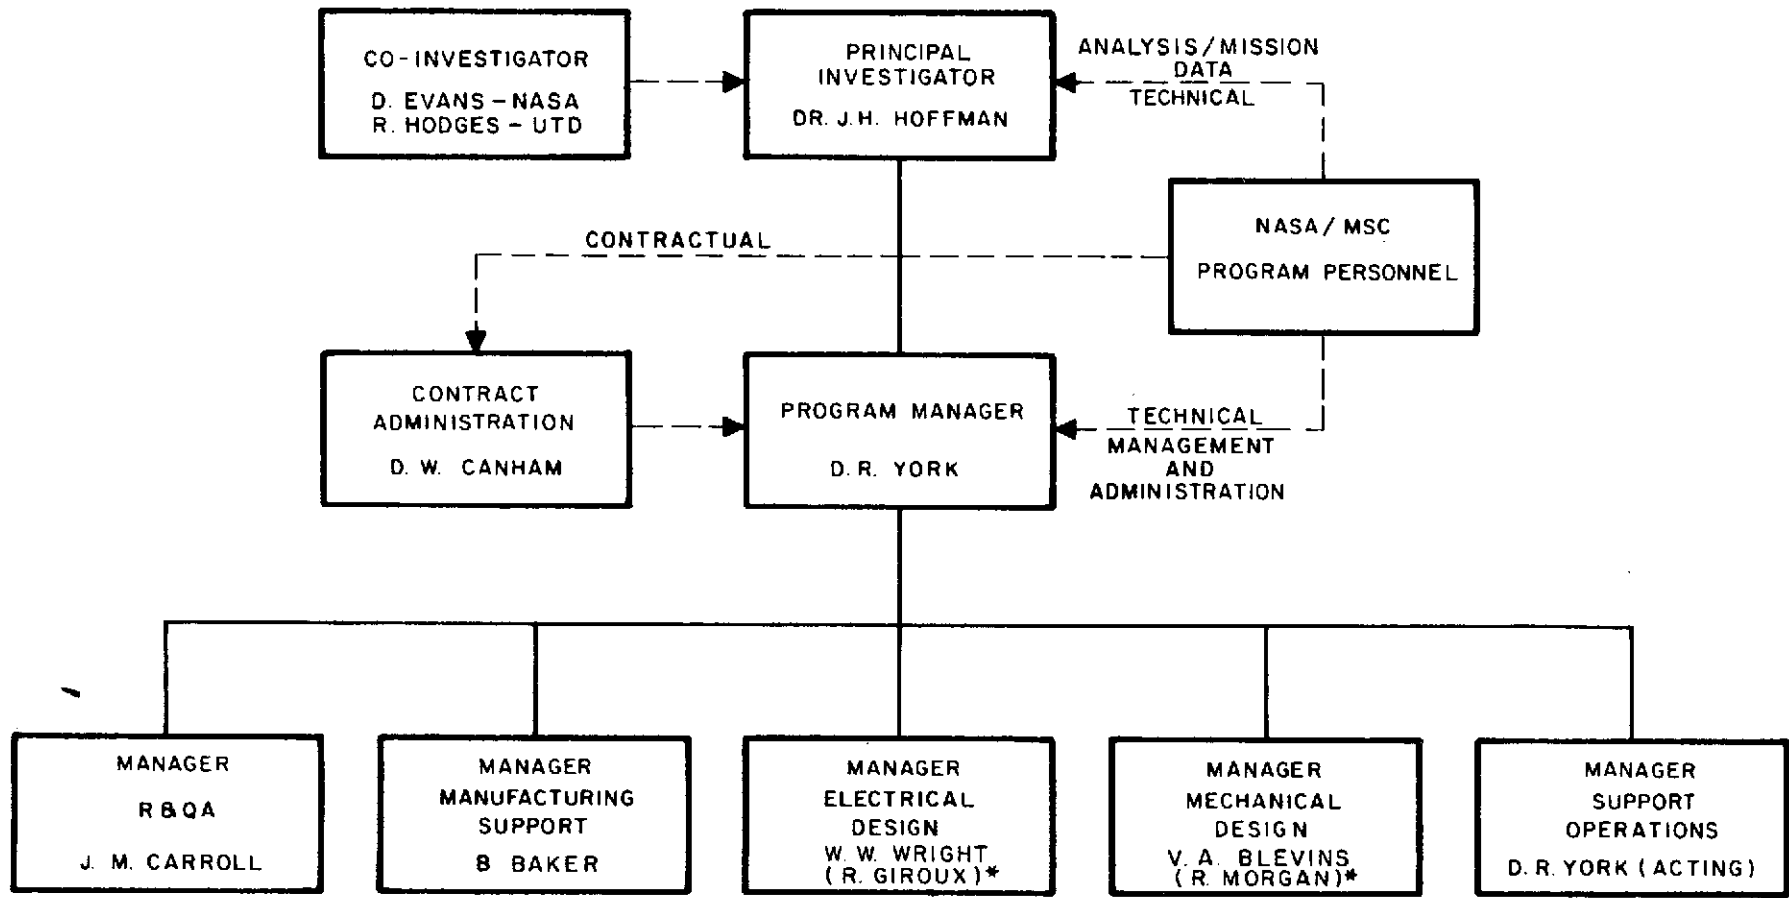 CO-INVESTIGATOR
D. EVANS - NASA
R. HODGES - UTD
PRINCIPAL
INVESTIGATOR
DR. J.H. HOFFMAN
ANALYSIS/MISSION
DATA
TECHNICAL
NASA/MSC
PROGRAM PERSONNEL
CONTRACTUAL
CONTRACT
ADMINISTRATION
D. W. CANHAM
PROGRAM MANAGER
D. R. YORK
TECHNICAL
MANAGEMENT
AND
ADMINISTRATION
MANAGER
R&QA
J. M. CARROLL
MANAGER
MANUFACTURING
SUPPORT
B BAKER
MANAGER
ELECTRICAL
DESIGN
W. W. WRIGHT
(R. GIROUX)*
MANAGER
MECHANICAL
DESIGN
V. A. BLEVINS
(R. MORGAN)*
MANAGER
SUPPORT
OPERATIONS
D. R. YORK (ACTING)